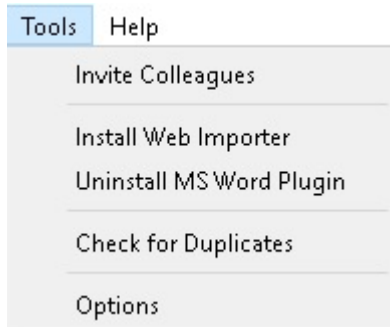 Tools Help
Invite Colleagues
Install Web Importer
Uninstall MS Word Plugin
Check for Duplicates
Options